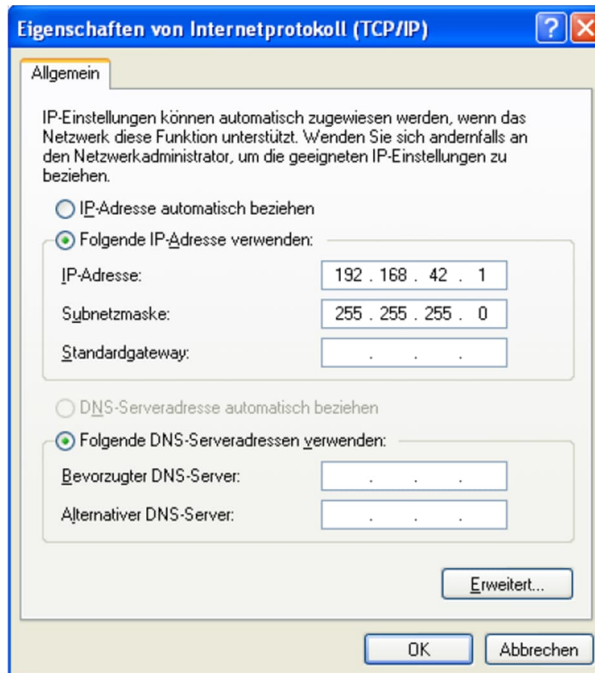 Eigenschaften von Internetprotokoll (TCP/IP)
Allgemein
IP-Einstellungen können automatisch zugewiesen werden, wenn das
Netzwerk diese Funktion unterstützt. Wenden Sie sich andernfalls an
den Netzwerkadministrator, um die geeigneten IP-Einstellungen zu
beziehen.
IP-Adresse automatisch beziehen
Folgende IP-Adresse verwenden:
IP-Adresse: 192 . 168 . 42 . 1
Subnetzmaske: 255 . 255 . 255 . 0
Standardgateway: . . .
DNS-Serveradresse automatisch beziehen
Folgende DNS-Serveradressen verwenden:
Bevorzugter DNS-Server: . . .
Alternativer DNS-Server: . . .
Erweitert...
OK Abbrechen